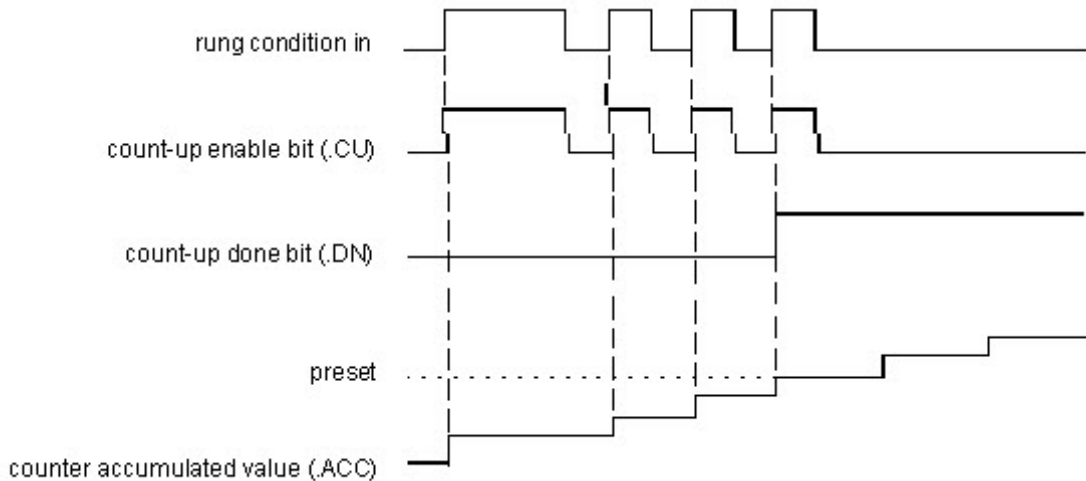 rung condition in
count-up enable bit (.CU)
count-up done bit (.DN)
preset
counter accumulated value (.ACC)